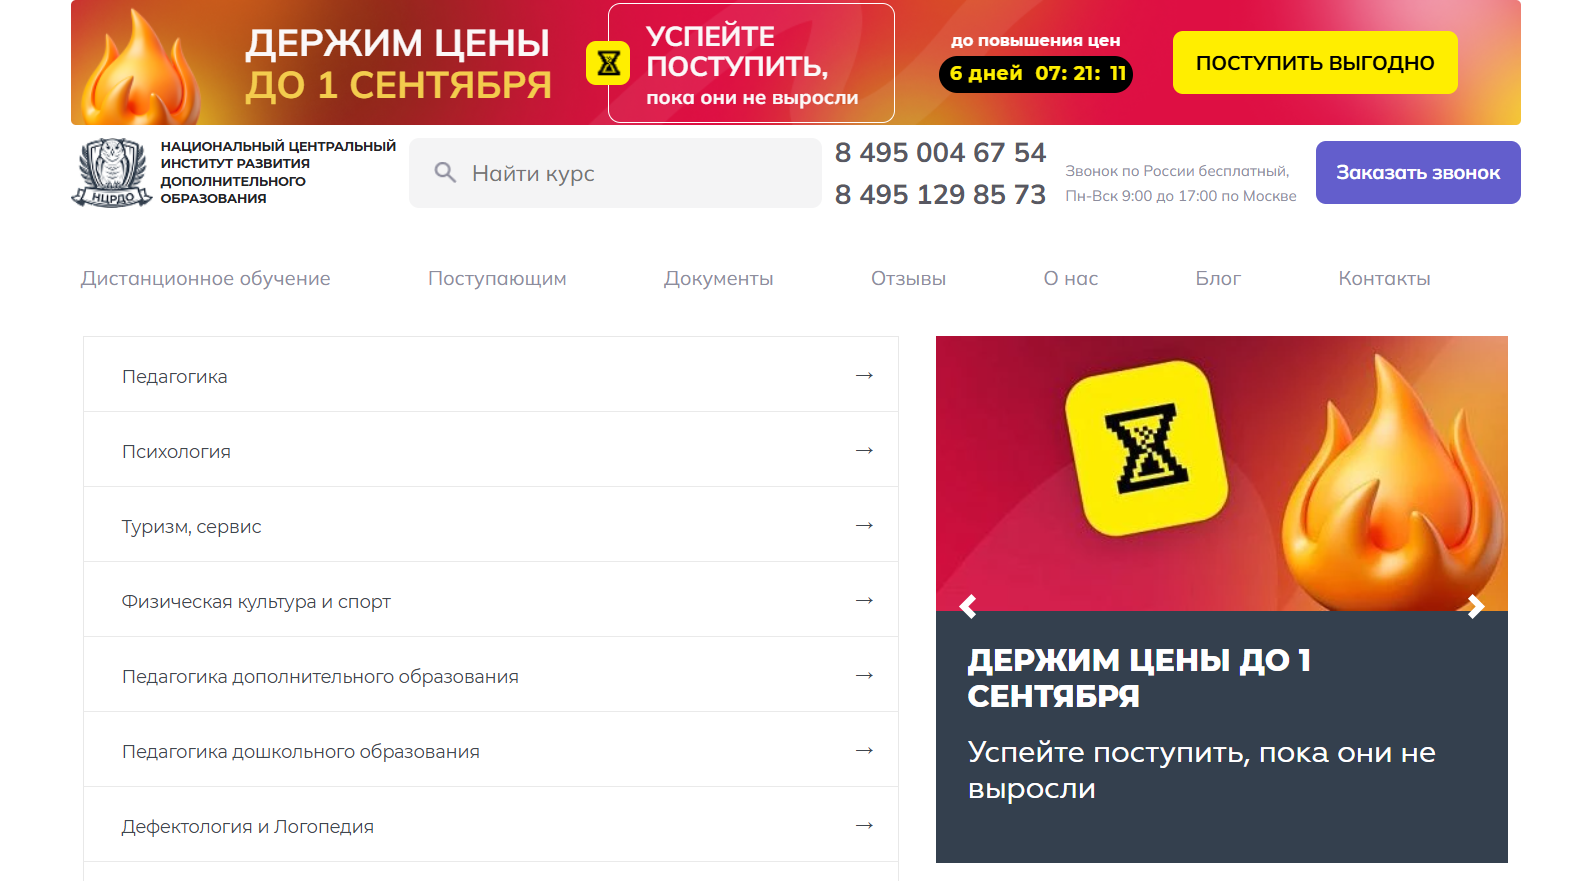 ДЕРЖИМ ЦЕНЫ
ДО 1 СЕНТЯБРЯ
УСПЕЙТЕ
ПОСТУПИТЬ,
пока они не выросли
до повышения цен
6 дней 07: 21: 11
ПОСТУПИТЬ ВЫГОДНО
НЦРДО
НАЦИОНАЛЬНЫЙ ЦЕНТРАЛЬНЫЙ
ИНСТИТУТ РАЗВИТИЯ
ДОПОЛНИТЕЛЬНОГО
ОБРАЗОВАНИЯ
Найти курс
8 495 004 67 54
8 495 129 85 73
Звонок по России бесплатный,
Пн-Вск 9:00 до 17:00 по Москве
Заказать звонок
Дистанционное обучение
Поступающим
Документы
Отзывы
О нас
Блог
Контакты
Педагогика →
Психология →
Туризм, сервис →
Физическая культура и спорт →
Педагогика дополнительного образования →
Педагогика дошкольного образования →
Дефектология и Логопедия →
ДЕРЖИМ ЦЕНЫ ДО 1
СЕНТЯБРЯ
Успейте поступить, пока они не
выросли